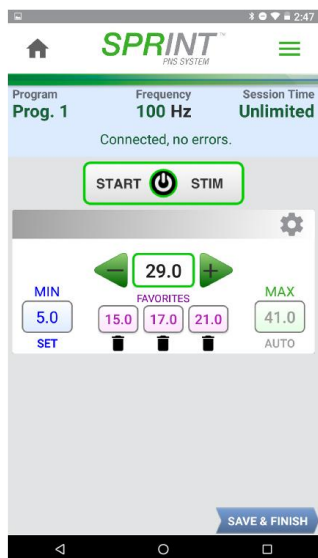 2:47
SPRINT™
PNS SYSTEM
Program Frequency Session Time
Prog. 1 100 Hz Unlimited
Connected, no errors.
START STIM
− 29.0 +
MIN FAVORITES MAX
5.0 15.0 17.0 21.0 41.0
SET AUTO
SAVE & FINISH